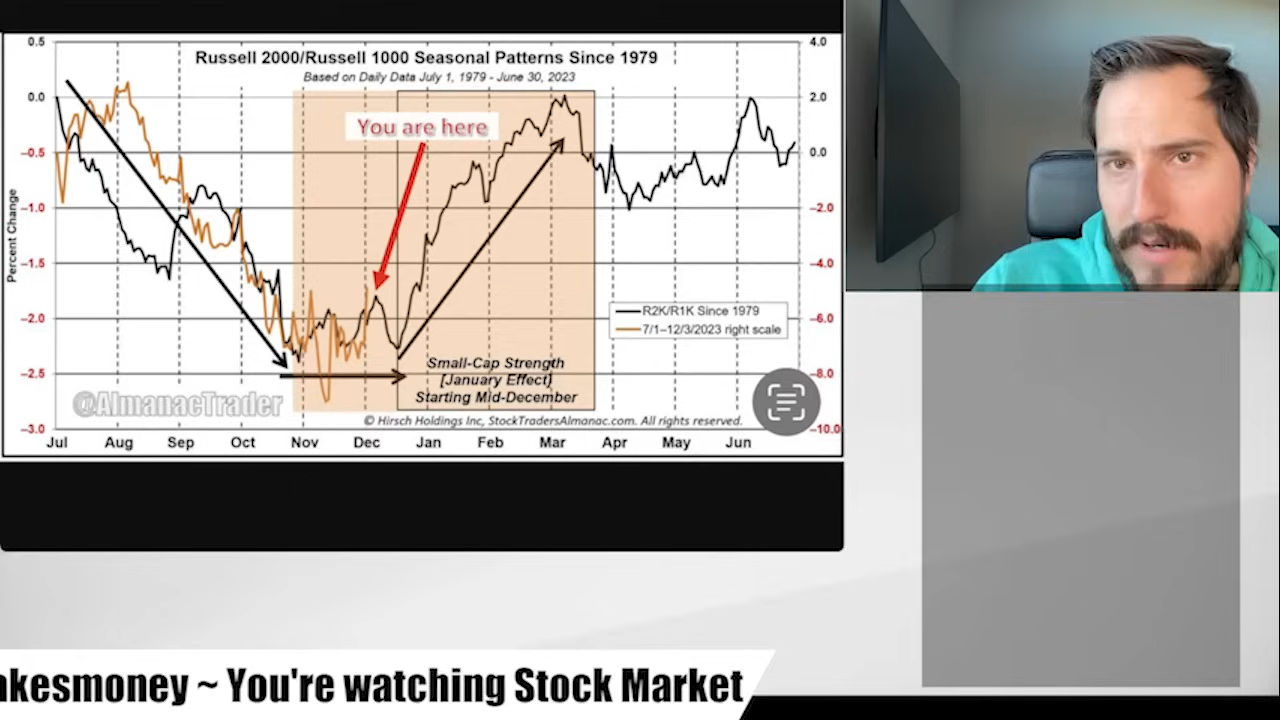 Russell 2000/Russell 1000 Seasonal Patterns Since 1979
Based on Daily Data July 1, 1979 - June 30, 2023
0.5
0.0
–0.5
–1.0
–1.5
–2.0
–2.5
–3.0
Percent Change
4.0
2.0
0.0
–2.0
–4.0
–6.0
–8.0
–10.0
You are here
R2K/R1K Since 1979
7/1–12/3/2023 right scale
Small-Cap Strength
[January Effect]
Starting Mid-December
@AlmanacTrader
© Hirsch Holdings Inc, StockTradersAlmanac.com. All rights reserved.
Jul Aug Sep Oct Nov Dec Jan Feb Mar Apr May Jun
akesmoney ~ You're watching Stock Market